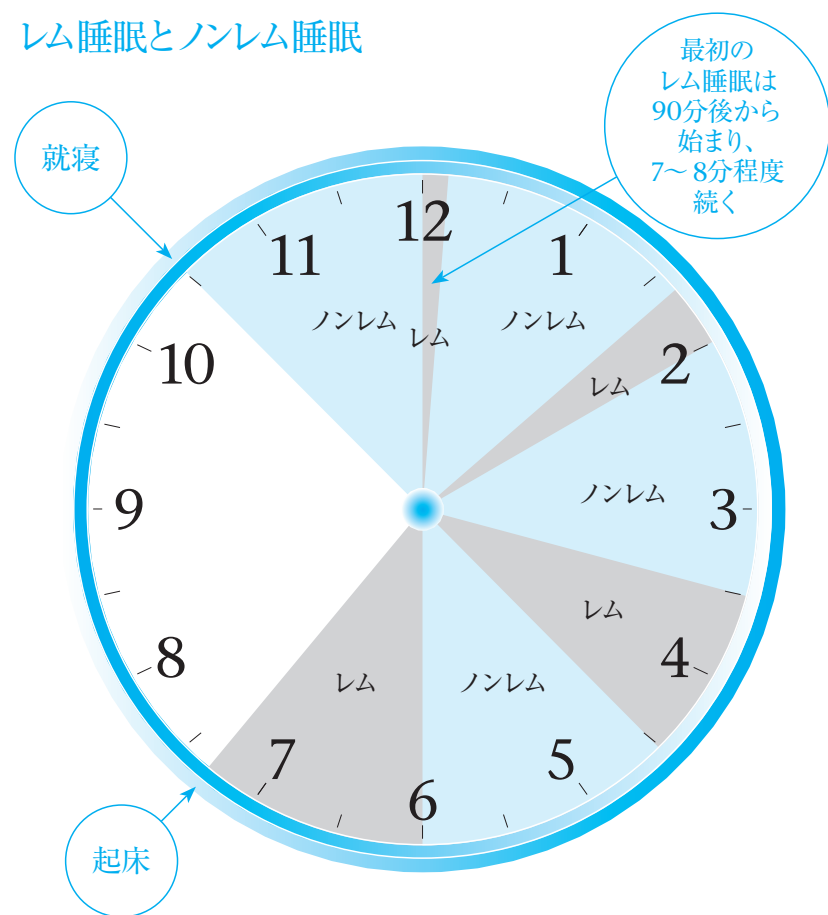 レム睡眠とノンレム睡眠
最初の
レム睡眠は
90分後から
始まり、
7〜8分程度
続く
就寝
12
11
1
ノンレム
レム
ノンレム
10
2
レム
ノンレム
9
3
レム
8
4
レム
ノンレム
7
5
6
起床